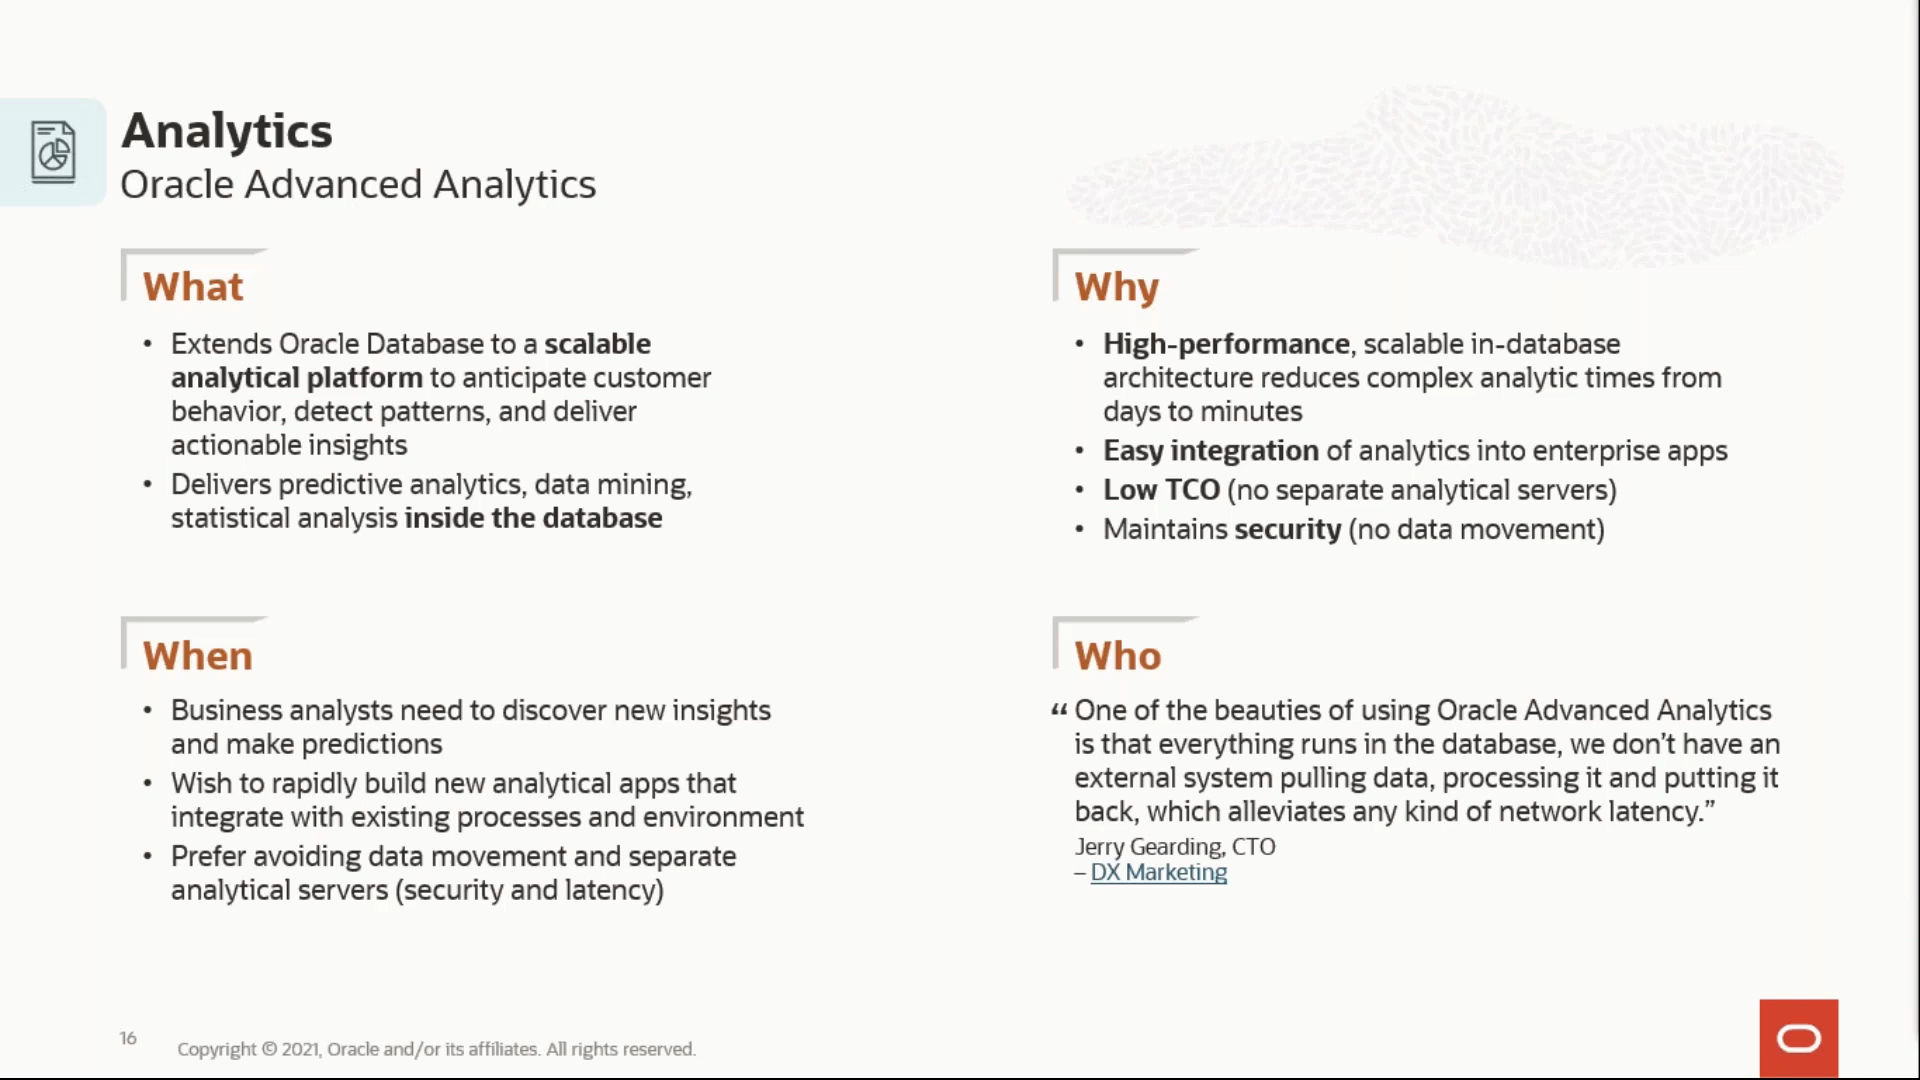 Analytics
Oracle Advanced Analytics
What
• Extends Oracle Database to a scalable
analytical platform to anticipate customer
behavior, detect patterns, and deliver
actionable insights
• Delivers predictive analytics, data mining,
statistical analysis inside the database
Why
• High-performance, scalable in-database
architecture reduces complex analytic times from
days to minutes
• Easy integration of analytics into enterprise apps
• Low TCO (no separate analytical servers)
• Maintains security (no data movement)
When
• Business analysts need to discover new insights
and make predictions
• Wish to rapidly build new analytical apps that
integrate with existing processes and environment
• Prefer avoiding data movement and separate
analytical servers (security and latency)
Who
“ One of the beauties of using Oracle Advanced Analytics
is that everything runs in the database, we don’t have an
external system pulling data, processing it and putting it
back, which alleviates any kind of network latency.”
Jerry Gearding, CTO
– DX Marketing
16
Copyright © 2021, Oracle and/or its affiliates. All rights reserved.